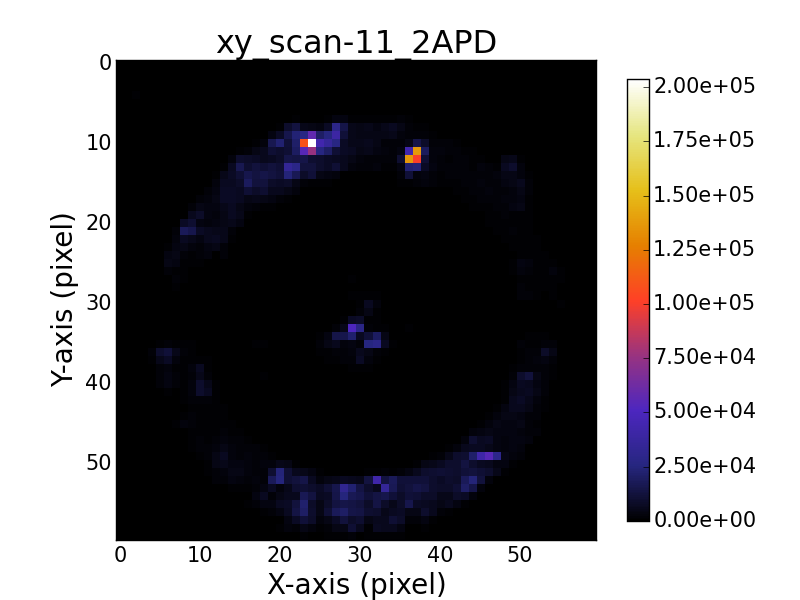 xy_scan-11_2APD
0
10
20
30
40
50
Y-axis (pixel)
0 10 20 30 40 50
X-axis (pixel)
2.00e+05
1.75e+05
1.50e+05
1.25e+05
1.00e+05
7.50e+04
5.00e+04
2.50e+04
0.00e+00